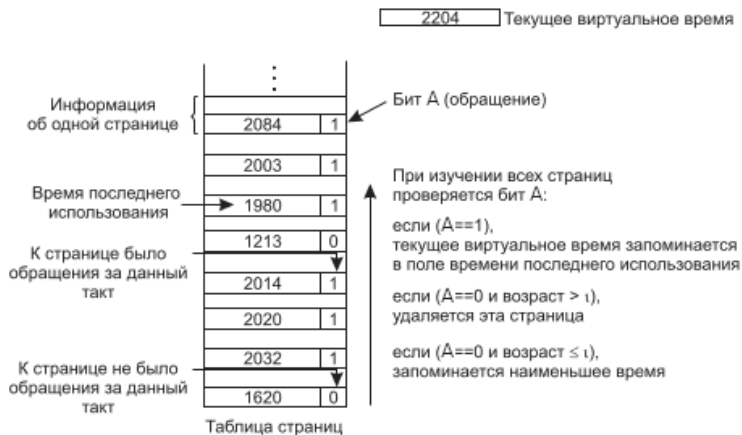 2204 Текущее виртуальное время
Информация
об одной странице
Бит A (обращение)
2084 1
2003 1
Время последнего
использования
1980 1
1213 0
К странице было
обращения за данный
такт
2014 1
2020 1
2032 1
К странице не было
обращения за данный
такт
1620 0
Таблица страниц
При изучении всех страниц
проверяется бит A:
если (A==1),
текущее виртуальное время запоминается
в поле времени последнего использования
если (A==0 и возраст > ι),
удаляется эта страница
если (A==0 и возраст ≤ ι),
запоминается наименьшее время